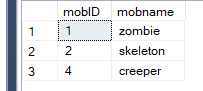 mobID mobname
1 1 zombie
2 2 skeleton
3 4 creeper